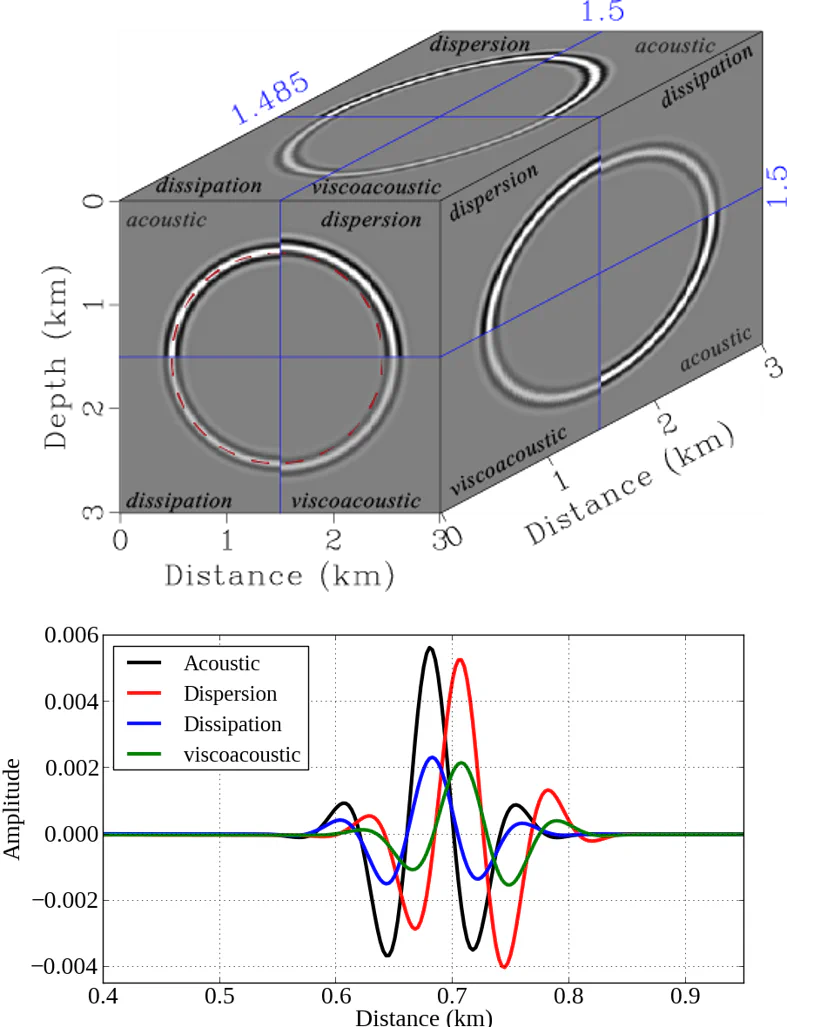 1.5
dispersion acoustic
1.485 dissipation
dissipation viscoacoustic dispersion
0
acoustic dispersion
1.5
Depth (km)
1
2
3
acoustic
3
2
1
viscoacoustic
Distance (km)
dissipation viscoacoustic
0 1 2 3 0
Distance (km)
0.006
0.004
0.002
0.000
−0.002
−0.004
Amplitude
Acoustic
Dispersion
Dissipation
viscoacoustic
0.4 0.5 0.6 0.7 0.8 0.9
Distance (km)